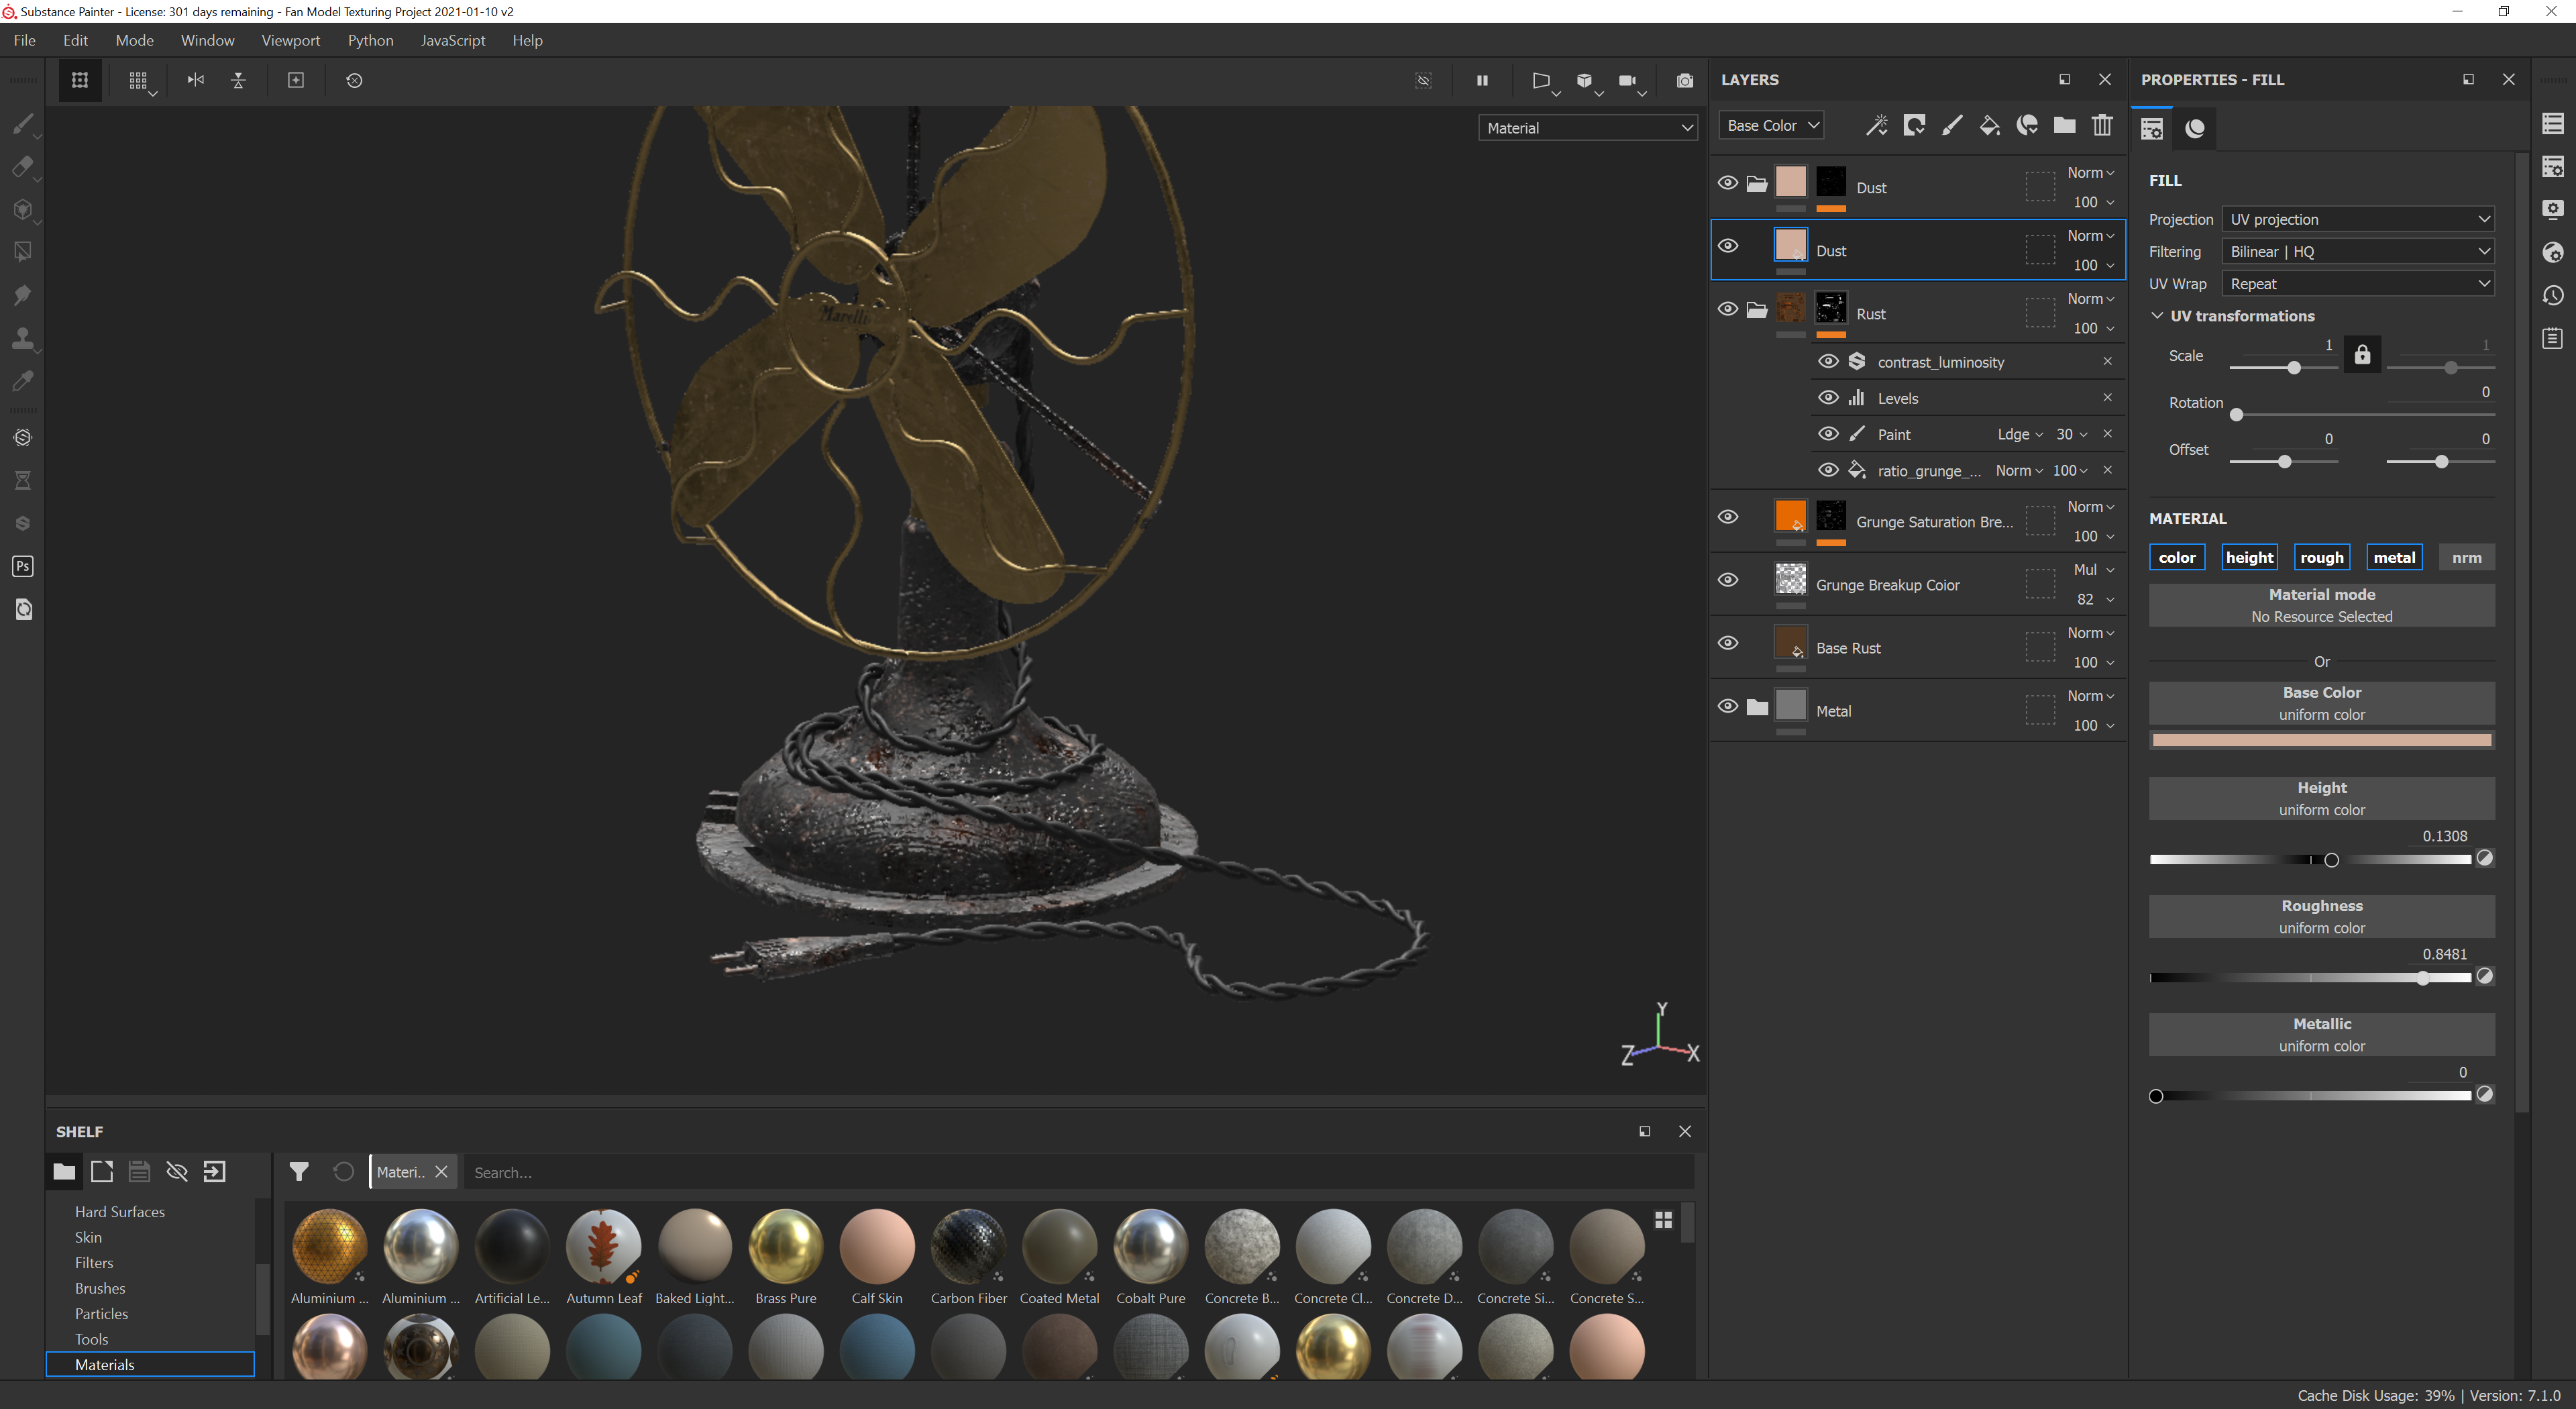 Substance Painter - License: 301 days remaining - Fan Model Texturing Project 2021-01-10 v2
File Edit Mode Window Viewport Python JavaScript Help
Material
Marelli
Y
Z
X
LAYERS
Base Color
Dust Norm 100
Dust Norm 100
Rust Norm 100
contrast_luminosity
Levels
Paint Ldge 30
ratio_grunge_... Norm 100
Grunge Saturation Bre... Norm 100
Grunge Breakup Coior Mul 82
Base Rust Norm 100
Metal Norm 100
PROPERTIES - FILL
FILL
Projection UV projection
Filtering Bilinear | HQ
UV Wrap Repeat
UV transformations
Scale 1 1
Rotation 0
Offset 0 0
MATERIAL
color height rough metal nrm
Material mode
No Resource Selected
Or
Base Color
uniform color
Height
uniform color
0.1308
Roughness
uniform color
0.8481
Metallic
uniform color
0
Ps
SHELF
Materi.. Search...
Hard Surfaces
Skin
Filters
Brushes
Particles
Tools
Materials
Aluminium ... Aluminium ... Artificial Le... Autumn Leaf Baked Light... Brass Pure Calf Skin Carbon Fiber Coated Metal Cobalt Pure Concrete B... Concrete Cl... Concrete D... Concrete Si... Concrete S...
Cache Disk Usage: 39% | Version: 7.1.0